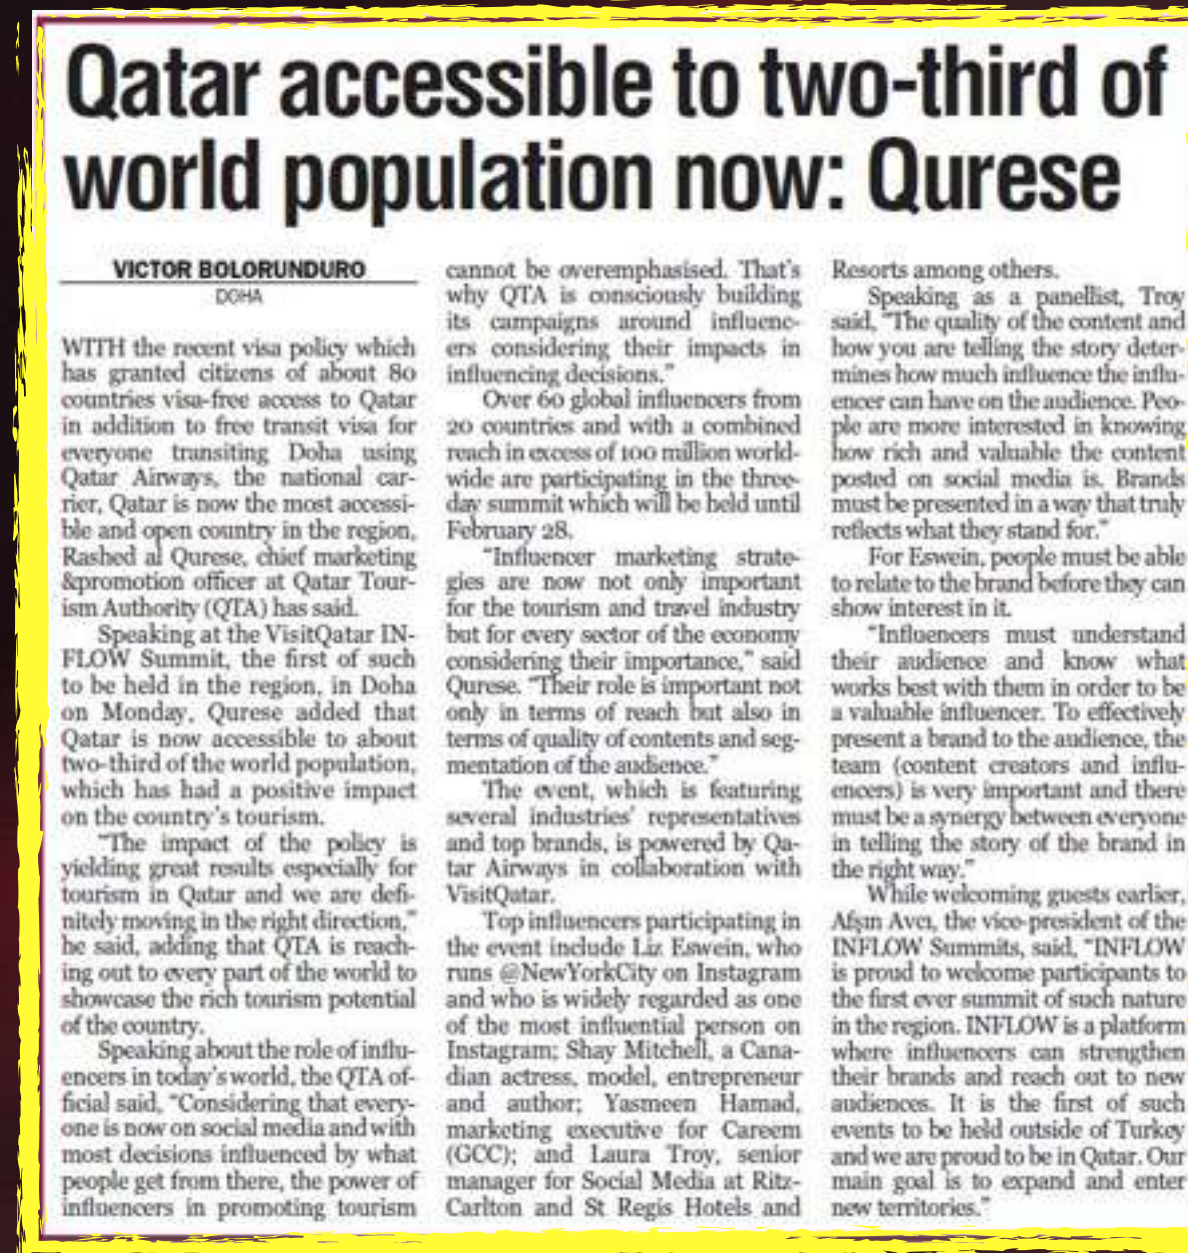 Qatar accessible to two-third of
world population now: Qurese
VICTOR BOLORUNDURO
DOHA
WITH the recent visa policy which
has granted citizens of about 80
countries visa-free access to Qatar
in addition to free transit visa for
everyone transiting Doha using
Qatar Airways, the national car-
rier, Qatar is now the most accessi-
ble and open country in the region,
Rashed al Qurese, chief marketing
&promotion officer at Qatar Tour-
ism Authority (QTA) has said.
Speaking at the VisitQatar IN-
FLOW Summit, the first of such
to be held in the region, in Doha
on Monday, Qurese added that
Qatar is now accessible to about
two-third of the world population,
which has had a positive impact
on the country's tourism.
"The impact of the policy is
yielding great results especially for
tourism in Qatar and we are defi-
nitely moving in the right direction,"
he said, adding that QTA is reach-
ing out to every part of the world to
showcase the rich tourism potential
of the country.
Speaking about the role of influ-
encers in today's world, the QTA of-
ficial said, "Considering that every-
one is now on social media and with
most decisions influenced by what
people get from there, the power of
influencers in promoting tourism
cannot be overemphasised. That's
why QTA is consciously building
its campaigns around influenc-
ers considering their impacts in
influencing decisions."
Over 60 global influencers from
20 countries and with a combined
reach in excess of 100 million world-
wide are participating in the three-
day summit which will be held until
February 28.
"Influencer marketing strate-
gies are now not only important
for the tourism and travel industry
but for every sector of the economy
considering their importance," said
Qurese. "Their role is important not
only in terms of reach but also in
terms of quality of contents and seg-
mentation of the audience."
The event, which is featuring
several industries' representatives
and top brands, is powered by Qa-
tar Airways in collaboration with
VisitQatar.
Top influencers participating in
the event include Liz Eswein, who
runs @NewYorkCity on Instagram
and who is widely regarded as one
of the most influential person on
Instagram; Shay Mitchell, a Cana-
dian actress, model, entrepreneur
and author; Yasmeen Hamad,
marketing executive for Careem
(GCC); and Laura Troy, senior
manager for Social Media at Ritz-
Carlton and St Regis Hotels and
Resorts among others.
Speaking as a panellist, Troy
said, "The quality of the content and
how you are telling the story deter-
mines how much influence the influ-
encer can have on the audience. Peo-
ple are more interested in knowing
how rich and valuable the content
posted on social media is. Brands
must be presented in a way that truly
reflects what they stand for."
For Eswein, people must be able
to relate to the brand before they can
show interest in it.
"Influencers must understand
their audience and know what
works best with them in order to be
a valuable influencer. To effectively
present a brand to the audience, the
team (content creators and influ-
encers) is very important and there
must be a synergy between everyone
in telling the story of the brand in
the right way."
While welcoming guests earlier,
Afşın Avcı, the vice-president of the
INFLOW Summits, said, "INFLOW
is proud to welcome participants to
the first ever summit of such nature
in the region. INFLOW is a platform
where influencers can strengthen
their brands and reach out to new
audiences. It is the first of such
events to be held outside of Turkey
and we are proud to be in Qatar. Our
main goal is to expand and enter
new territories."